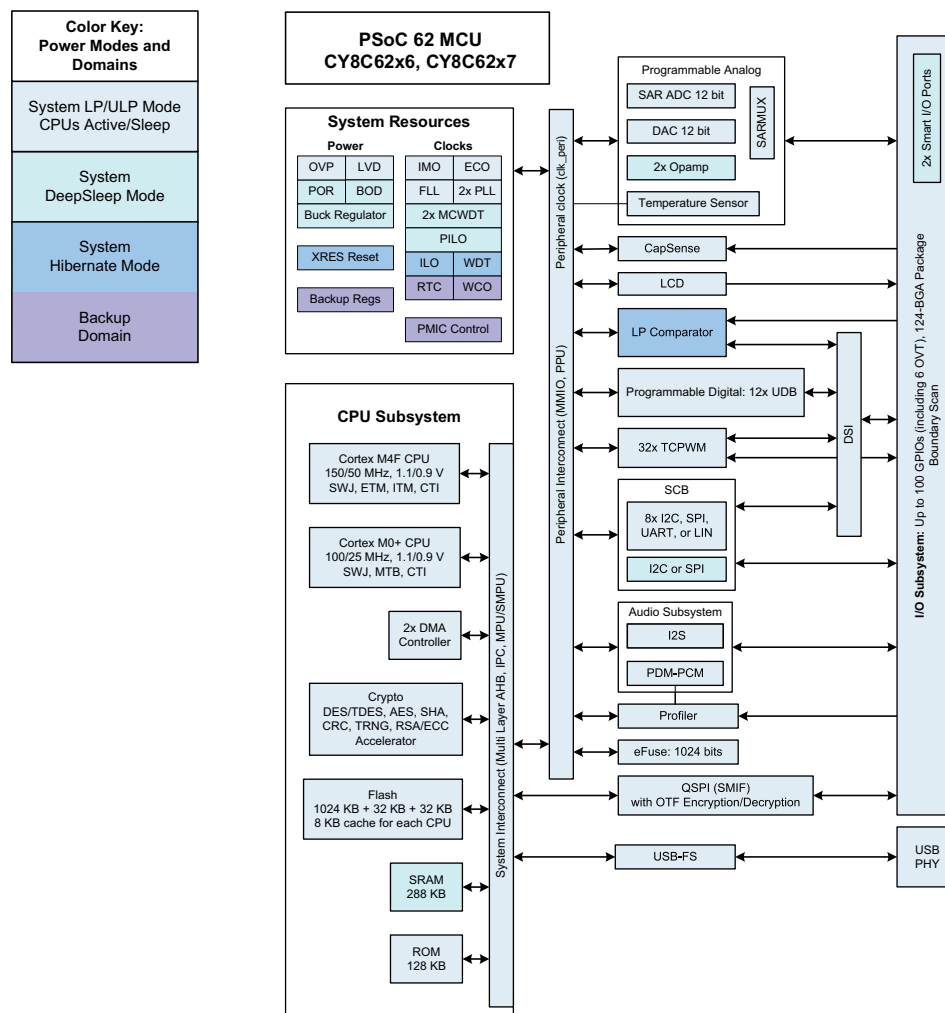 Color Key:
Power Modes and
Domains
System LP/ULP Mode
CPUs Active/Sleep
System
DeepSleep Mode
System
Hibernate Mode
Backup
Domain
PSoC 62 MCU
CY8C62x6, CY8C62x7
System Resources
Power
Clocks
OVP
LVD
IMO
ECO
POR
BOD
FLL
2x PLL
Buck Regulator
2x MCWDT
PILO
XRES Reset
ILO
WDT
Backup Regs
RTC
WCO
PMIC Control
CPU Subsystem
Cortex M4F CPU
150/50 MHz, 1.1/0.9 V
SWJ, ETM, ITM, CTI
Cortex M0+ CPU
100/25 MHz, 1.1/0.9 V
SWJ, MTB, CTI
2x DMA
Controller
Crypto
DES/TDES, AES, SHA,
CRC, TRNG, RSA/ECC
Accelerator
Flash
1024 KB + 32 KB + 32 KB
8 KB cache for each CPU
SRAM
288 KB
ROM
128 KB
System Interconnect (Multi Layer AHB, IPC, MPU/SMPU)
Peripheral clock (clk_peri)
Peripheral Interconnect (MMIO, PPU)
Programmable Analog
SAR ADC 12 bit
DAC 12 bit
2x Opamp
SARMUX
Temperature Sensor
CapSense
LCD
LP Comparator
Programmable Digital: 12x UDB
32x TCPWM
DSI
SCB
8x I2C, SPI,
UART, or LIN
I2C or SPI
Audio Subsystem
I2S
PDM-PCM
Profiler
eFuse: 1024 bits
QSPI (SMIF)
with OTF Encryption/Decryption
USB-FS
2x Smart I/O Ports
I/O Subsystem: Up to 100 GPIOs (including 6 OVT), 124-BGA Package
Boundary Scan
USB
PHY